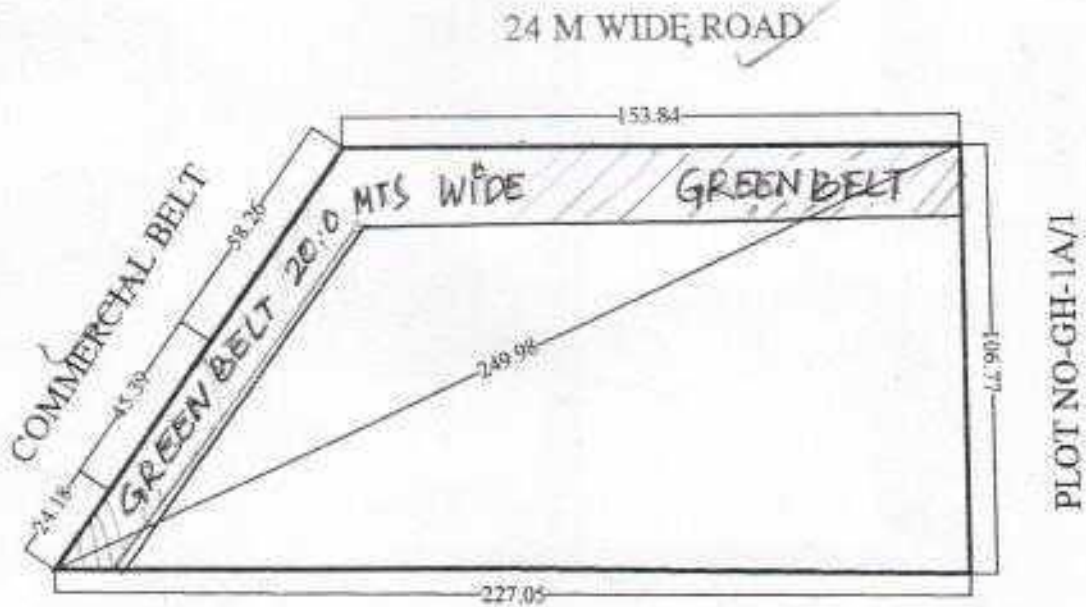 24 M WIDE ROAD
153.84
COMMERCIAL BELT
58.26
45.39
24.18
GREEN BELT 20.0 MTS WIDE GREEN BELT
249.98
106.77
PLOT NO-GH-1A/1
227.05